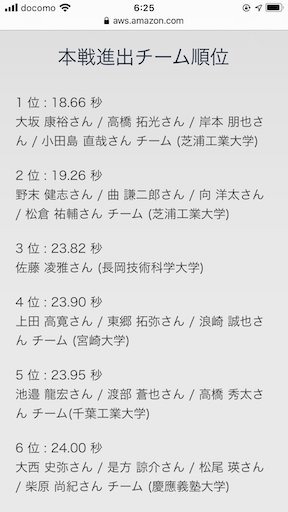 docomo 6:25
aws.amazon.com
本戦進出チーム順位
1 位 : 18.66 秒
大坂 康裕さん / 高橋 拓光さん / 岸本 朋也さ
ん / 小田島 直哉さん チーム (芝浦工業大学)
2 位 : 19.26 秒
野末 健志さん / 曲 謙二郎さん / 向 洋太さん
/ 松倉 祐輔さん チーム (芝浦工業大学)
3 位 : 23.82 秒
佐藤 凌雅さん (長岡技術科学大学)
4 位 : 23.90 秒
上田 高寛さん / 東郷 拓弥さん / 浪崎 誠也さ
ん チーム (宮崎大学)
5 位 : 23.95 秒
池邉 龍宏さん / 渡部 蒼也さん / 高橋 秀太さ
ん チーム(千葉工業大学)
6 位 : 24.00 秒
大西 史弥さん / 是方 諒介さん / 松尾 瑛さん
/ 柴原 尚紀さん チーム (慶應義塾大学)